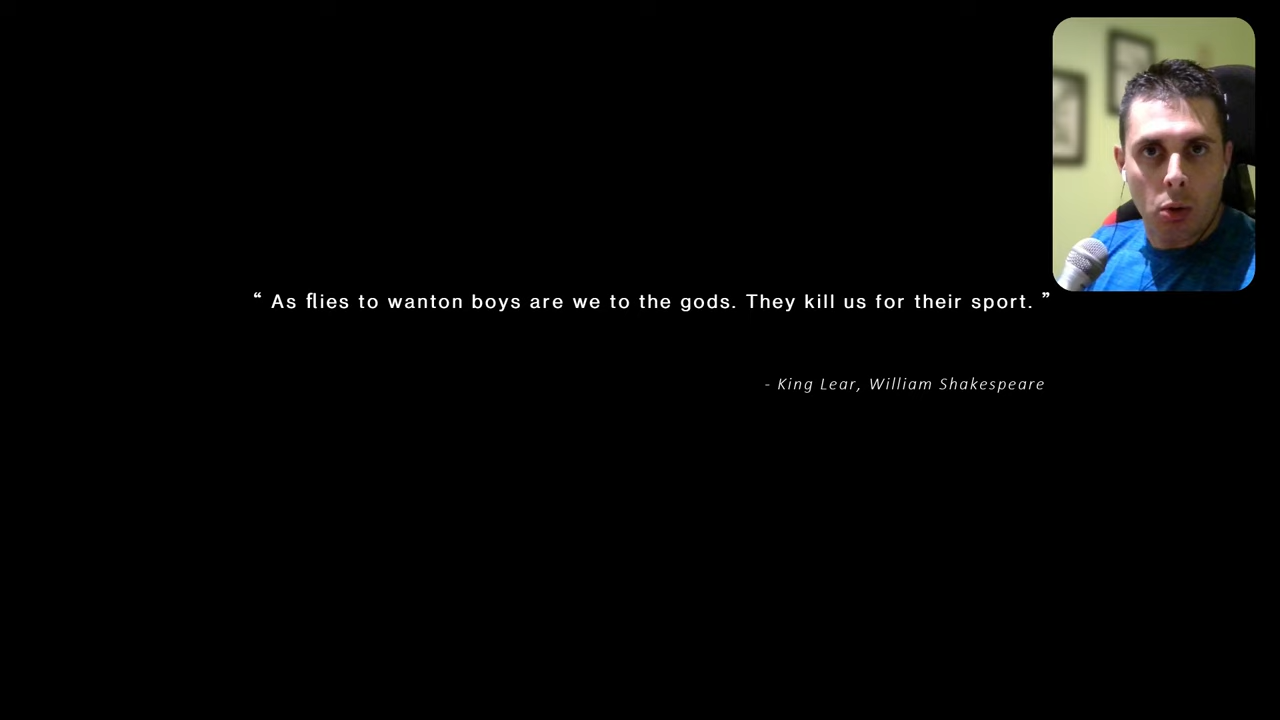 “ As flies to wanton boys are we to the gods. They kill us for their sport. ”
- King Lear, William Shakespeare